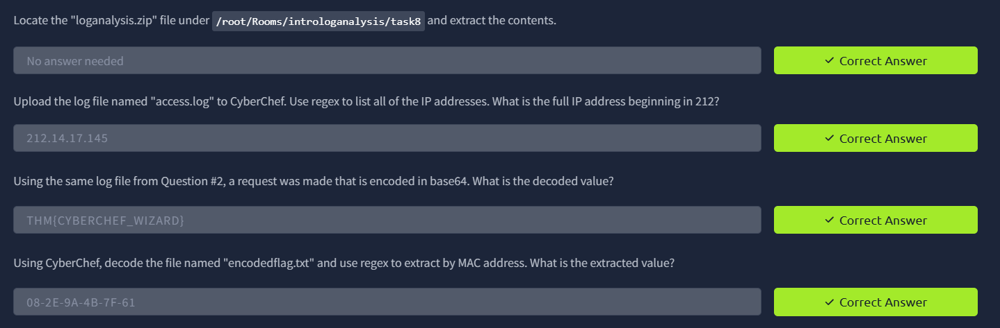 Locate the "loganalysis.zip" file under /root/Rooms/introloganalysis/task8 and extract the contents.
No answer needed
✓ Correct Answer
Upload the log file named "access.log" to CyberChef. Use regex to list all of the IP addresses. What is the full IP address beginning in 212?
212.14.17.145
✓ Correct Answer
Using the same log file from Question #2, a request was made that is encoded in base64. What is the decoded value?
THM{CYBERCHEF_WIZARD}
✓ Correct Answer
Using CyberChef, decode the file named "encodedflag.txt" and use regex to extract by MAC address. What is the extracted value?
08-2E-9A-4B-7F-61
✓ Correct Answer